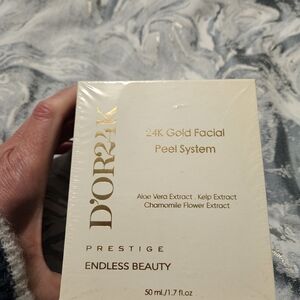 D'OR24K
24K Gold Facial
Peel System
Aloe Vera Extract . Kelp Extract
Chamomile Flower Extract
PRESTIGE
ENDLESS BEAUTY
50 ml./1.7 fl.oz